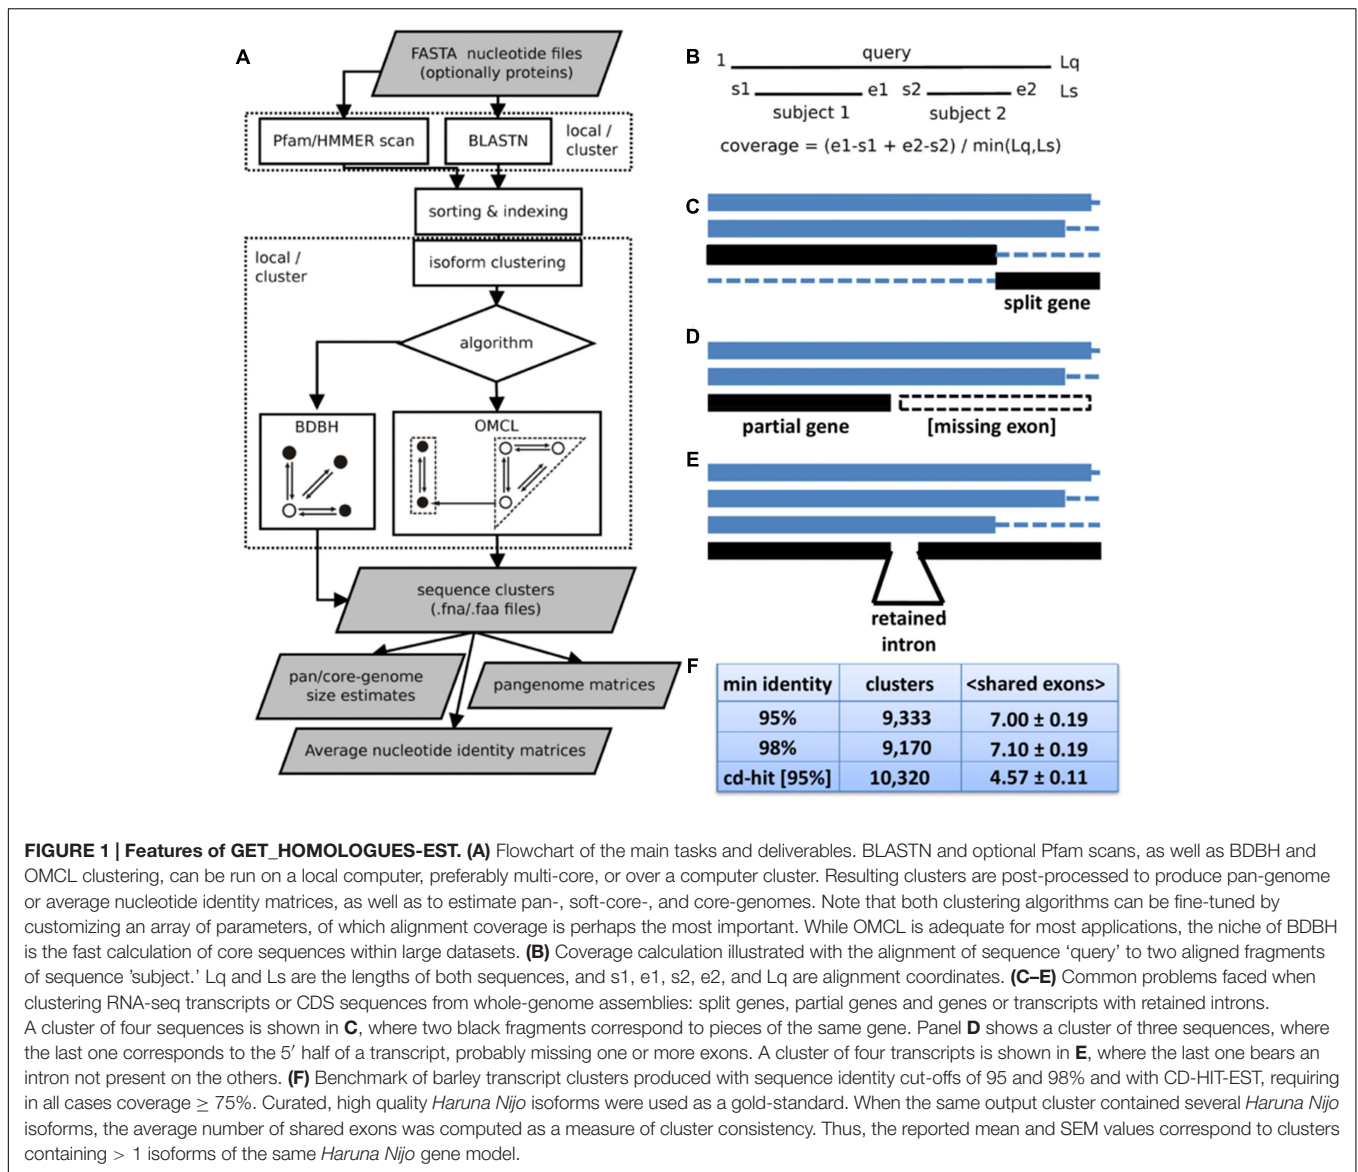 A
FASTA nucleotide files
(optionally proteins)
Pfam/HMMER scan
BLASTN
local /
cluster
sorting & indexing
local /
cluster
isoform clustering
algorithm
BDBH
OMCL
sequence clusters
(.fna/.faa files)
pan/core-genome
size estimates
pangenome matrices
Average nucleotide identity matrices
B
query
1
Lq
s1
e1
s2
e2
Ls
subject 1
subject 2
coverage = (e1-s1 + e2-s2) / min(Lq,Ls)
C
split gene
D
partial gene
[missing exon]
E
retained
intron
F
min identity clusters <shared exons>
95% 9,333 7.00 ± 0.19
98% 9,170 7.10 ± 0.19
cd-hit [95%] 10,320 4.57 ± 0.11
FIGURE 1 | Features of GET_HOMOLOGUES-EST. (A) Flowchart of the main tasks and deliverables. BLASTN and optional Pfam scans, as well as BDBH and
OMCL clustering, can be run on a local computer, preferably multi-core, or over a computer cluster. Resulting clusters are post-processed to produce pan-genome
or average nucleotide identity matrices, as well as to estimate pan-, soft-core-, and core-genomes. Note that both clustering algorithms can be fine-tuned by
customizing an array of parameters, of which alignment coverage is perhaps the most important. While OMCL is adequate for most applications, the niche of BDBH
is the fast calculation of core sequences within large datasets. (B) Coverage calculation illustrated with the alignment of sequence ‘query’ to two aligned fragments
of sequence ’subject.’ Lq and Ls are the lengths of both sequences, and s1, e1, s2, e2, and Lq are alignment coordinates. (C–E) Common problems faced when
clustering RNA-seq transcripts or CDS sequences from whole-genome assemblies: split genes, partial genes and genes or transcripts with retained introns.
A cluster of four sequences is shown in C, where two black fragments correspond to pieces of the same gene. Panel D shows a cluster of three sequences, where
the last one corresponds to the 5′ half of a transcript, probably missing one or more exons. A cluster of four transcripts is shown in E, where the last one bears an
intron not present on the others. (F) Benchmark of barley transcript clusters produced with sequence identity cut-offs of 95 and 98% and with CD-HIT-EST, requiring
in all cases coverage ≥ 75%. Curated, high quality Haruna Nijo isoforms were used as a gold-standard. When the same output cluster contained several Haruna Nijo
isoforms, the average number of shared exons was computed as a measure of cluster consistency. Thus, the reported mean and SEM values correspond to clusters
containing > 1 isoforms of the same Haruna Nijo gene model.